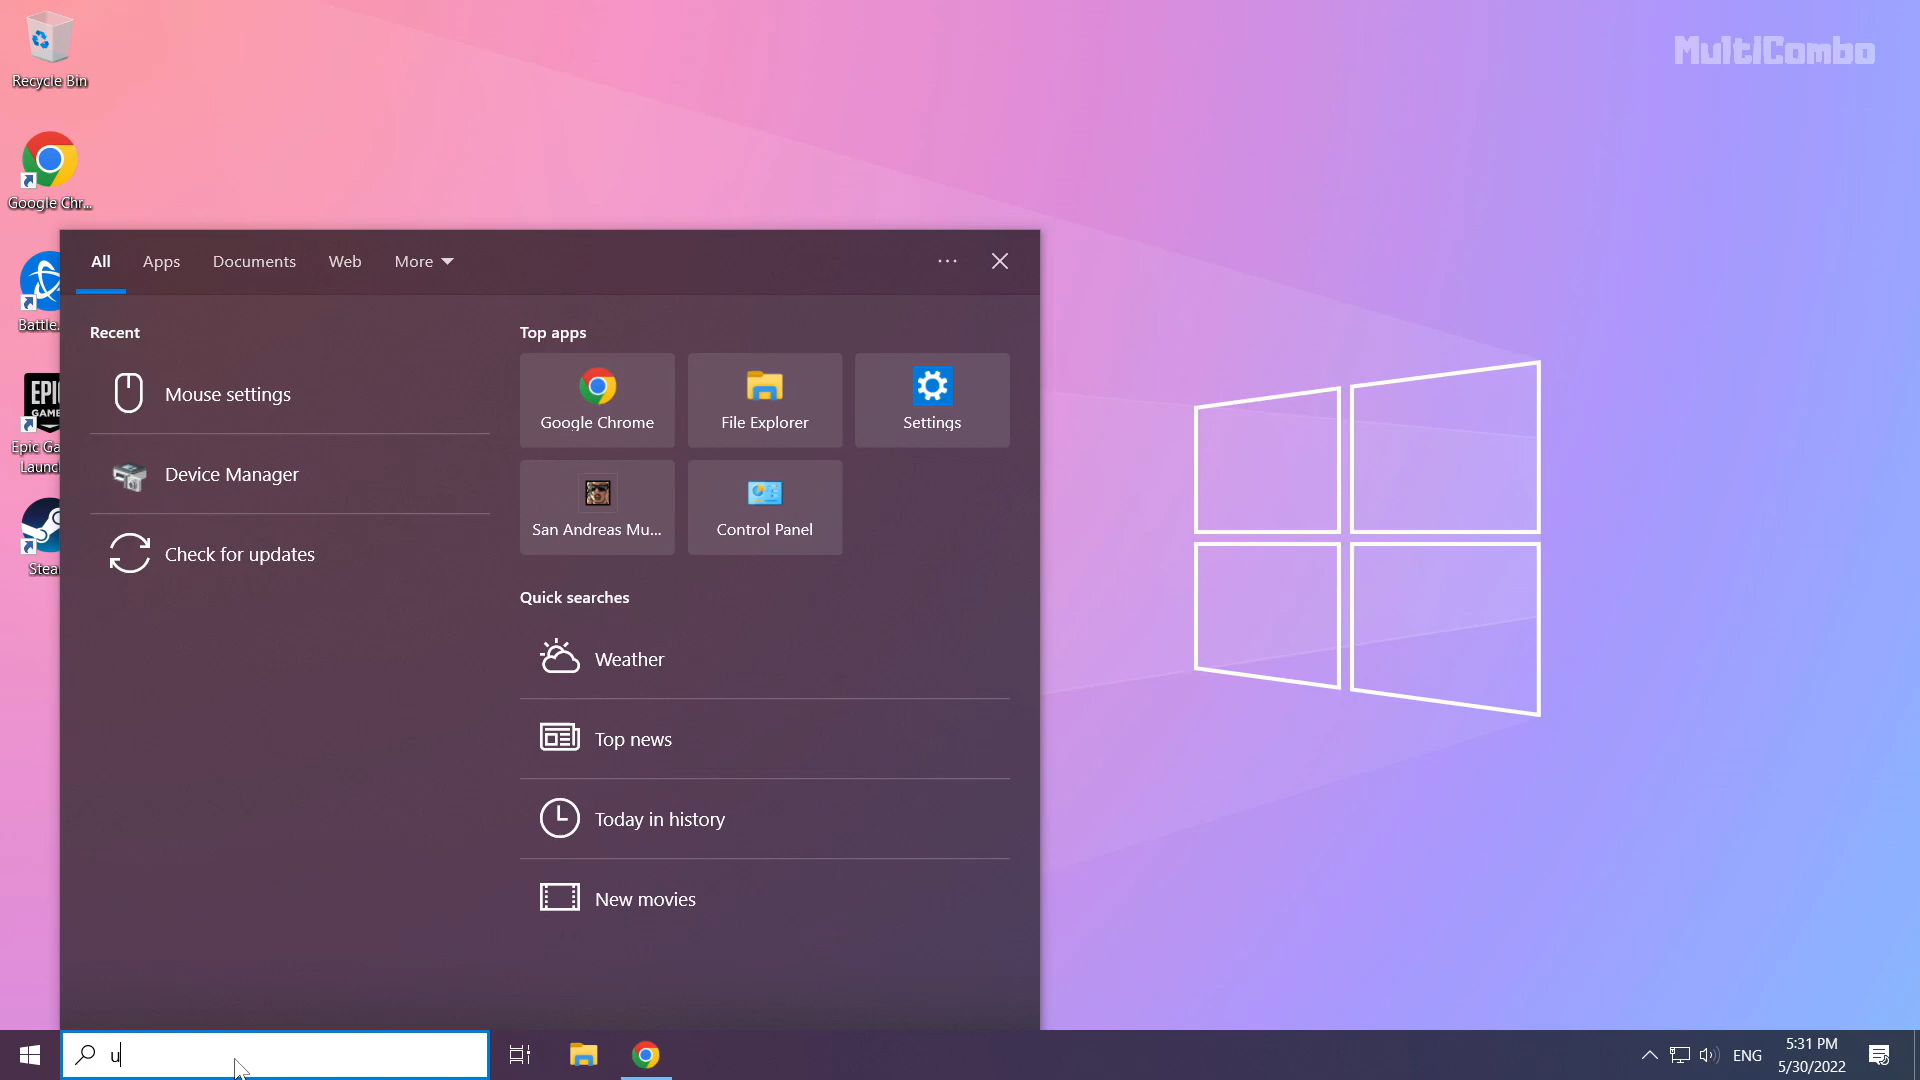 MultiCombo
Recycle Bin
Google Chr...
Battle.
EPIC
GAMES
Epic Ga
Launc
Stea
All
Apps
Documents
Web
More
Recent
Mouse settings
Device Manager
Check for updates
Top apps
Google Chrome
File Explorer
Settings
San Andreas Mu...
Control Panel
Quick searches
Weather
Top news
Today in history
New movies
u
ENG
5:31 PM
5/30/2022